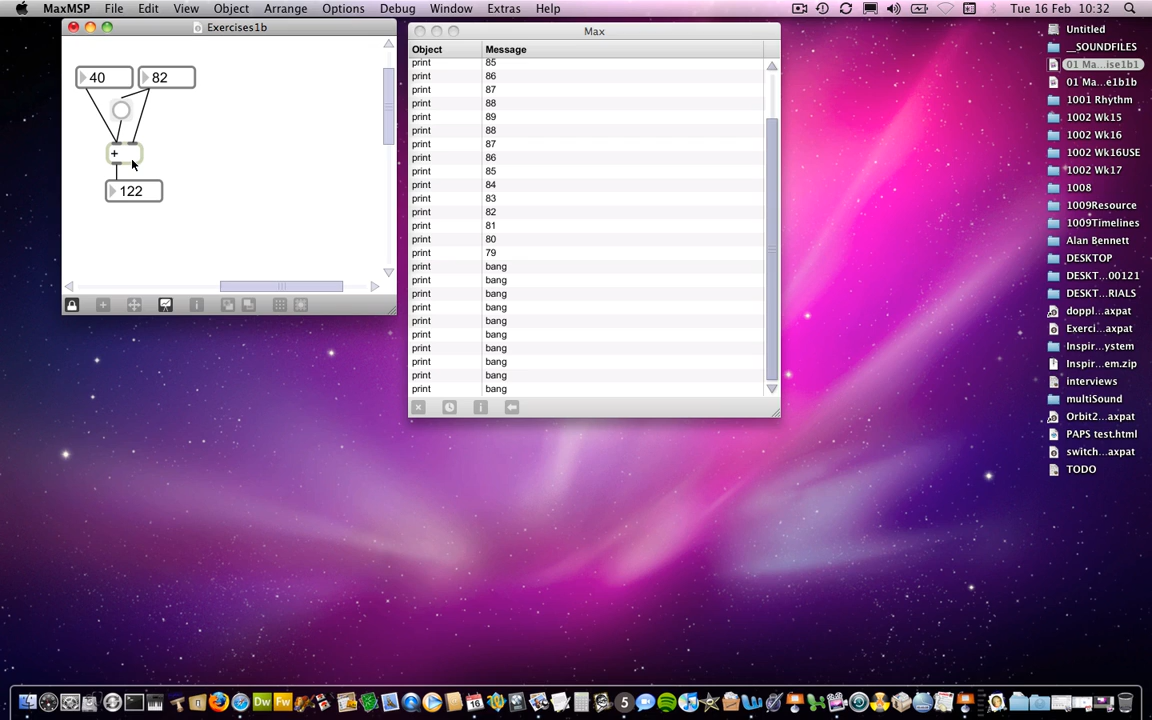 MaxMSP File Edit View Object Arrange Options Debug Window Extras Help Tue 16 Feb 10:32
Exercises1b
40 82
+
122
Max
Object Message
print 85
print 86
print 87
print 88
print 89
print 88
print 87
print 86
print 85
print 84
print 83
print 82
print 81
print 80
print 79
print bang
print bang
print bang
print bang
print bang
print bang
print bang
print bang
print bang
print bang
Untitled
__SOUNDFILES
01 Ma...ise1b1
01 Ma...e1b1b
1001 Rhythm
1002 Wk15
1002 Wk16
1002 Wk16USE
1002 Wk17
1008
1009Resource
1009Timelines
Alan Bennett
DESKTOP
DESKT...00121
DESKT...RIALS
doppl...axpat
Exerci...axpat
Inspir...ystem
Inspir...em.zip
interviews
multiSound
Orbit2...axpat
PAPS test.html
switch...axpat
TODO
Dw Fw 16 5